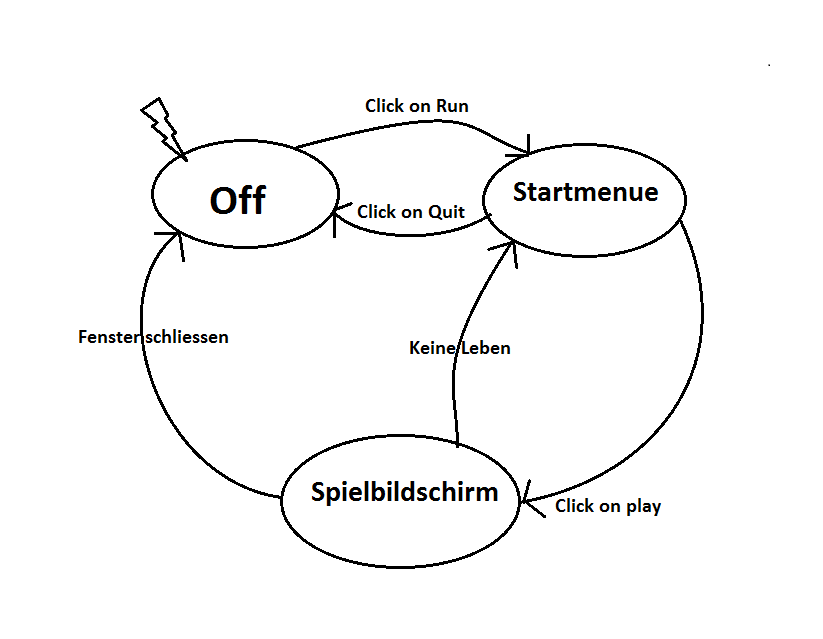 Click on Run
Off
Startmenue
Click on Quit
Fenster schliessen
Keine Leben
Spielbildschirm
Click on play